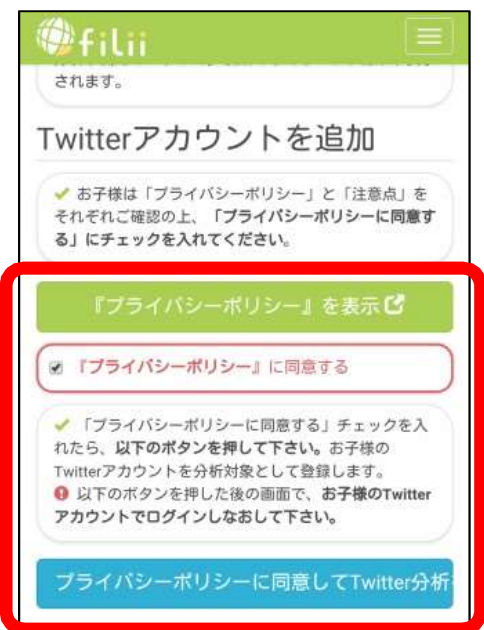 filii
されます。
Twitterアカウントを追加
✔ お子様は「プライバシーポリシー」と「注意点」を
それぞれご確認の上、「プライバシーポリシーに同意す
る」にチェックを入れてください。
『プライバシーポリシー』を表示
『プライバシーポリシー』に同意する
✔ 「プライバシーポリシーに同意する」チェックを入
れたら、以下のボタンを押して下さい。お子様の
Twitterアカウントを分析対象として登録します。
❗ 以下のボタンを押した後の画面で、お子様のTwitter
アカウントでログインしなおして下さい。
プライバシーポリシーに同意してTwitter分析